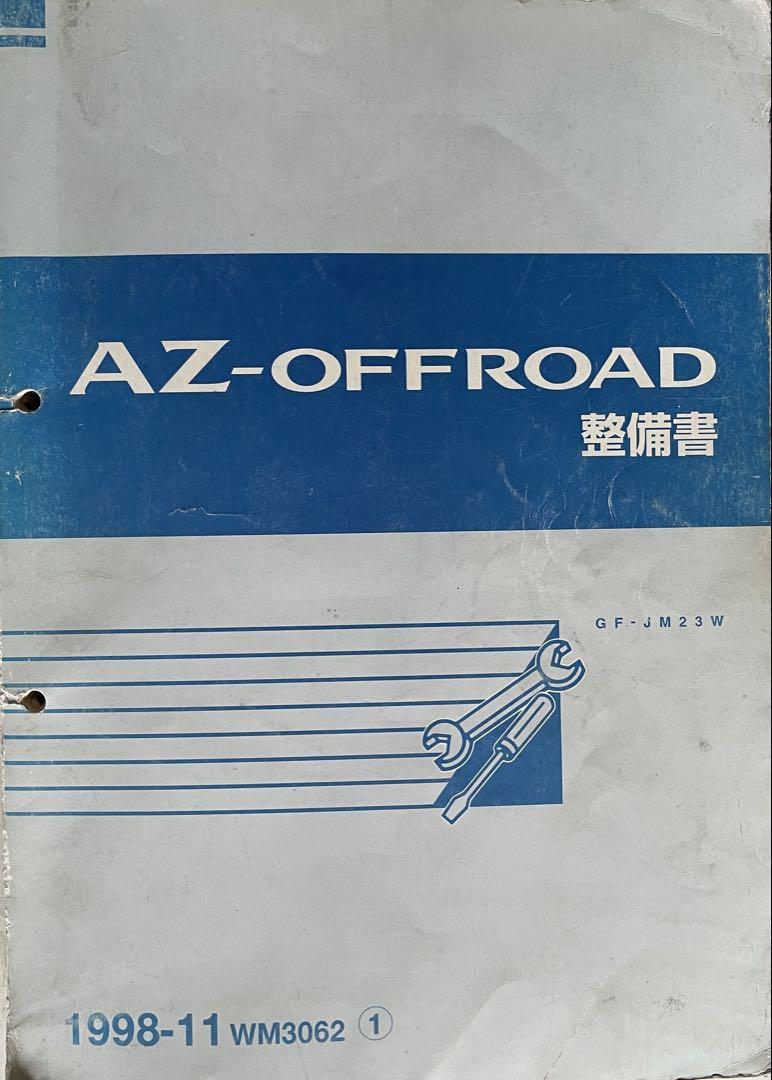 AZ-OFFROAD
整備書
GF-JM23W
1998-11 WM3062 ①